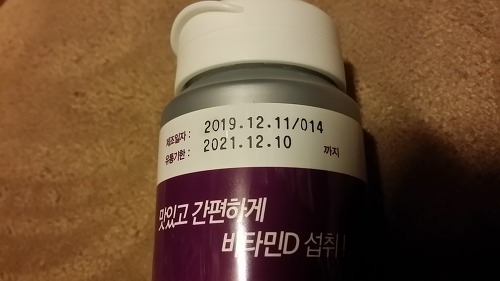 제조일자 : 2019.12.11/014
유통기한 : 2021.12.10 까지
맛있고 간편하게
비타민D 섭취!